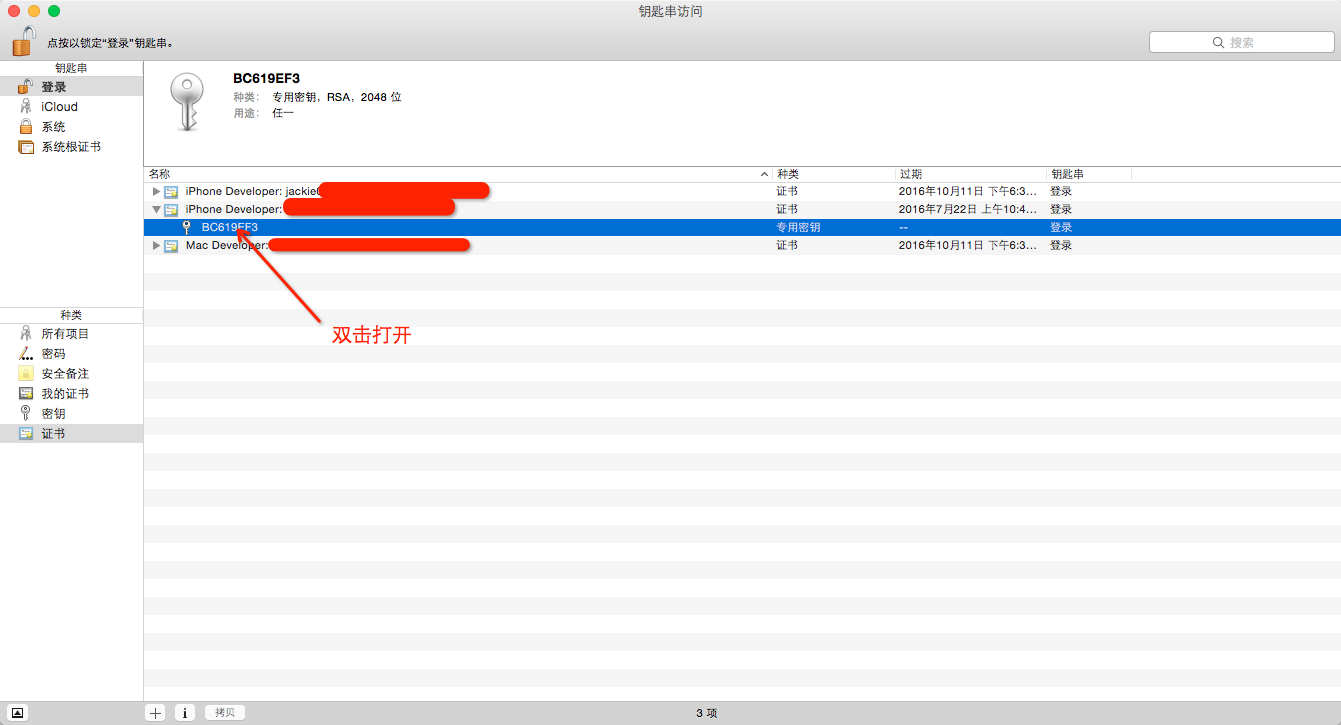 钥匙串访问
点按以锁定“登录”钥匙串。
搜索
钥匙串
登录
iCloud
系统
系统根证书
BC619EF3
种类： 专用密钥，RSA，2048 位
用途： 任一
名称 种类 过期 钥匙串
iPhone Developer: jackie 证书 2016年10月11日 下午6:3... 登录
iPhone Developer: 证书 2016年7月22日 上午10:4... 登录
BC619EF3 专用密钥 -- 登录
Mac Developer: 证书 2016年10月11日 下午6:3... 登录
双击打开
种类
所有项目
密码
安全备注
我的证书
密钥
证书
拷贝
3 项